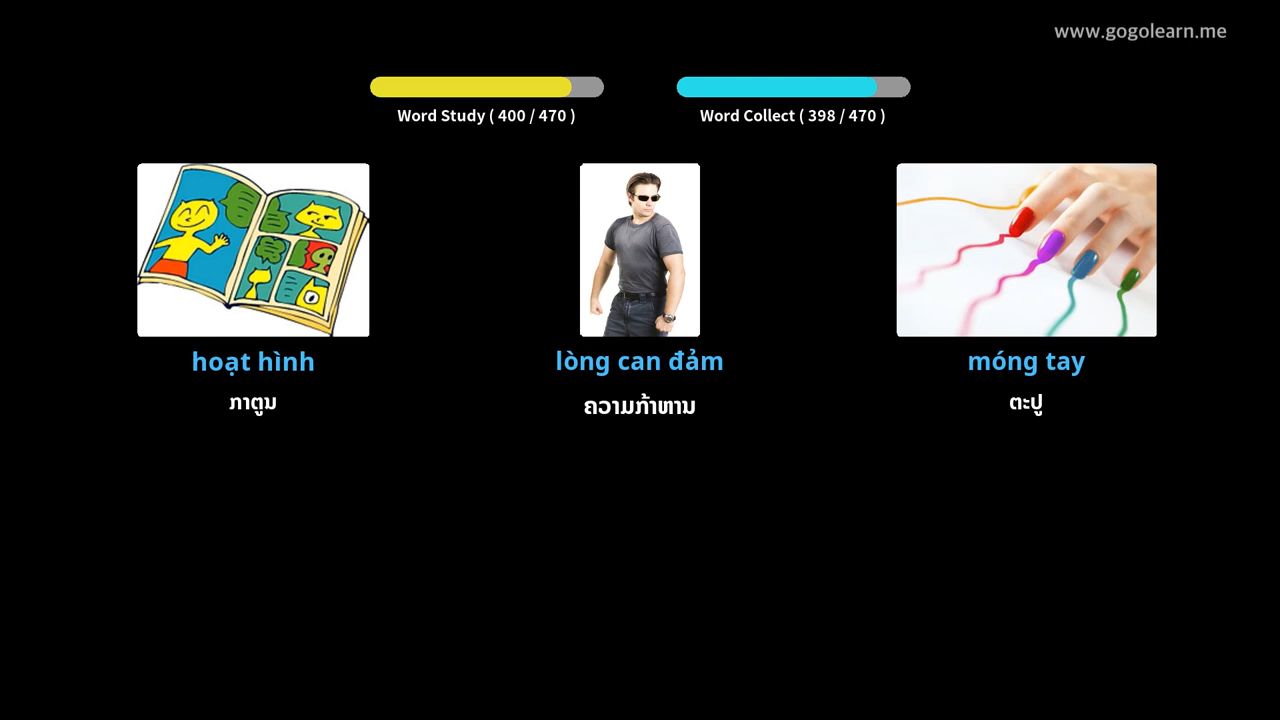 www.gogolearn.me
Word Study ( 400 / 470 )
Word Collect ( 398 / 470 )
hoạt hình
lòng can đảm
móng tay
ກາຕູນ
ຄວາມກ້າຫານ
ຕະປູ